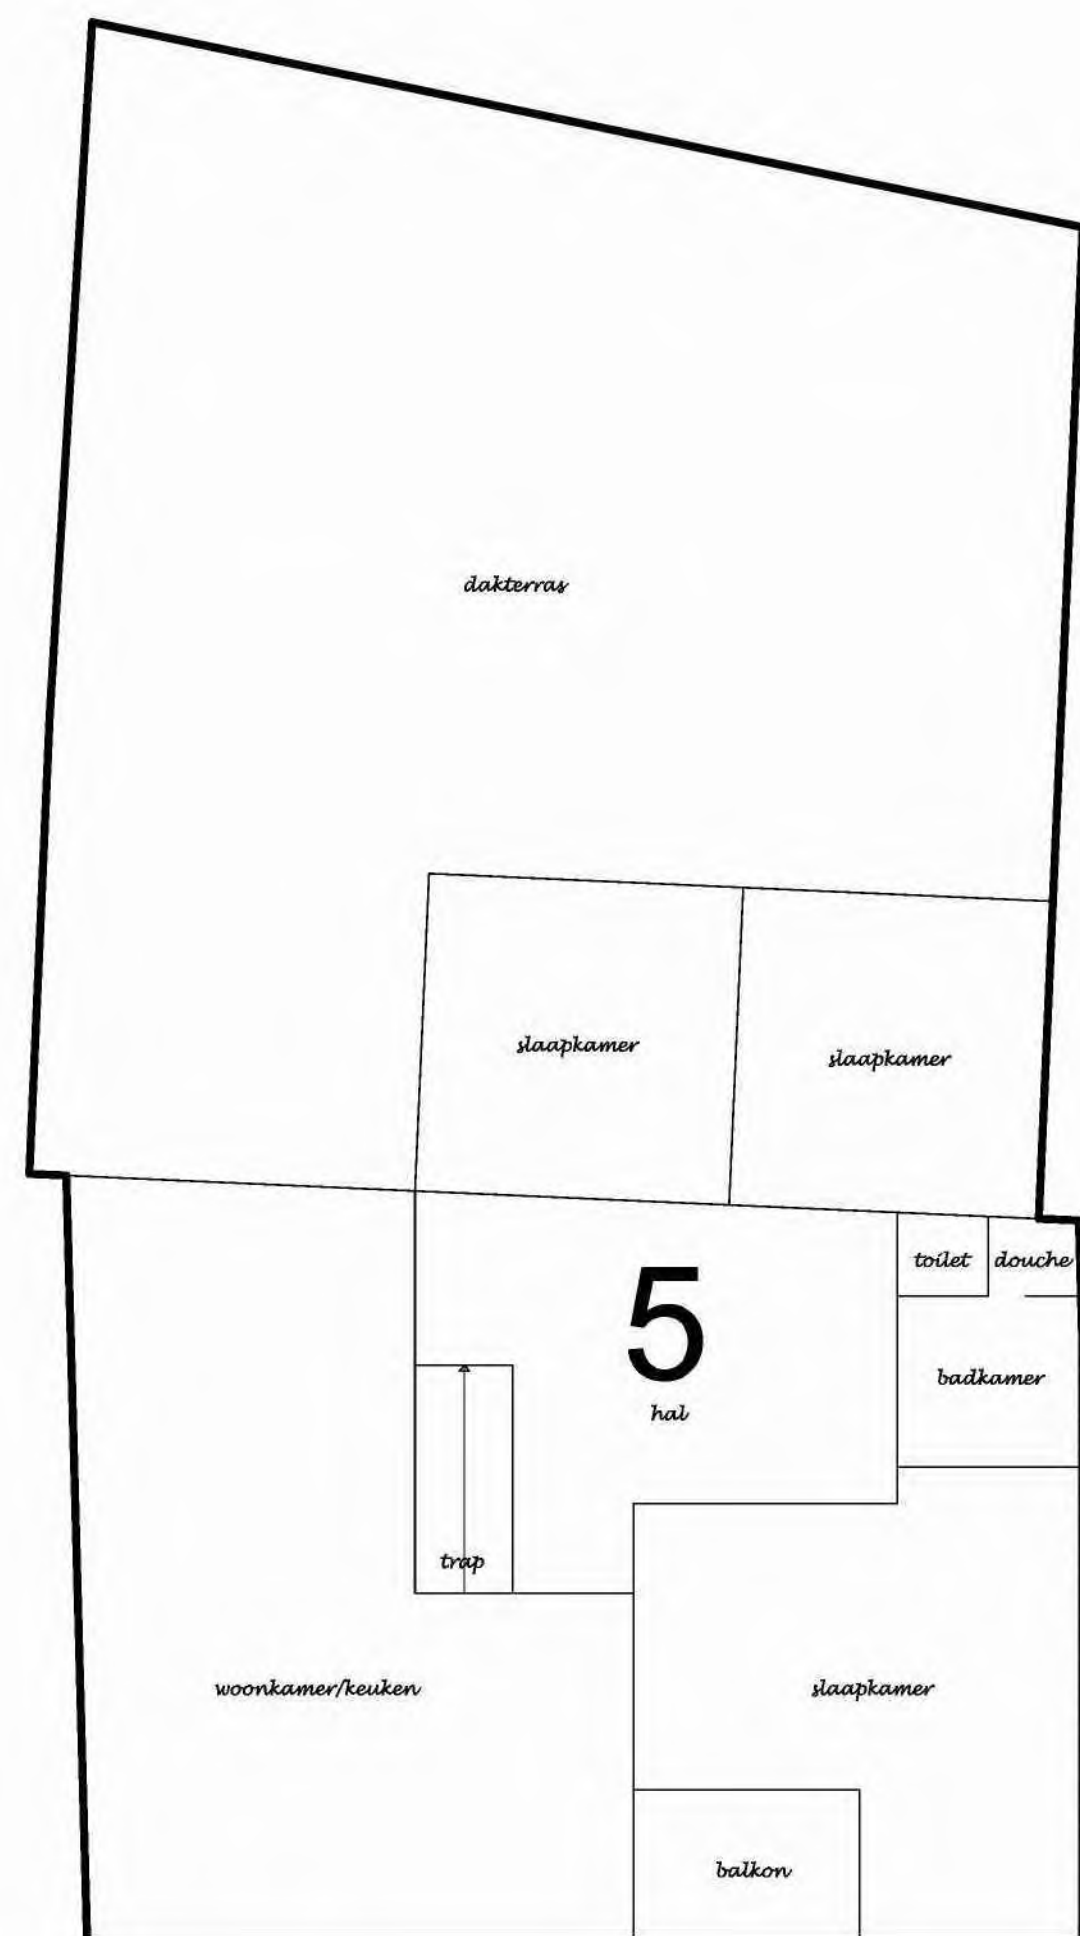 dakterras
slaapkamer
slaapkamer
toilet
douche
5
badkamer
hal
trap
woonkamer/keuken
slaapkamer
balkon